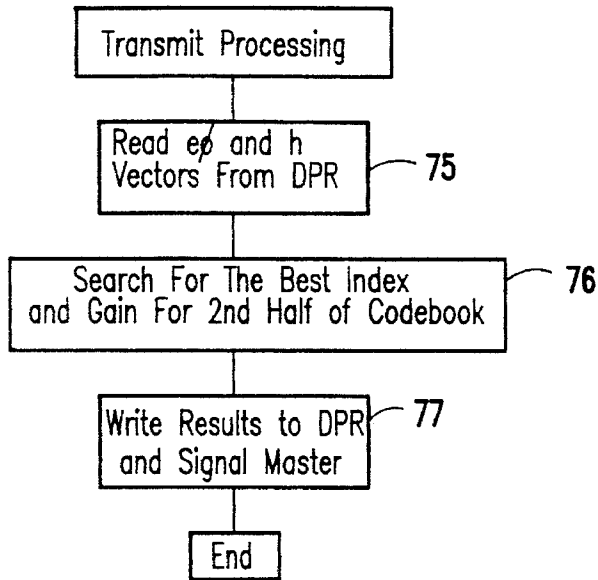 Transmit Processing
Read eø and h
Vectors From DPR
75
Search For The Best Index
and Gain For 2nd Half of Codebook
76
Write Results to DPR
and Signal Master
77
End